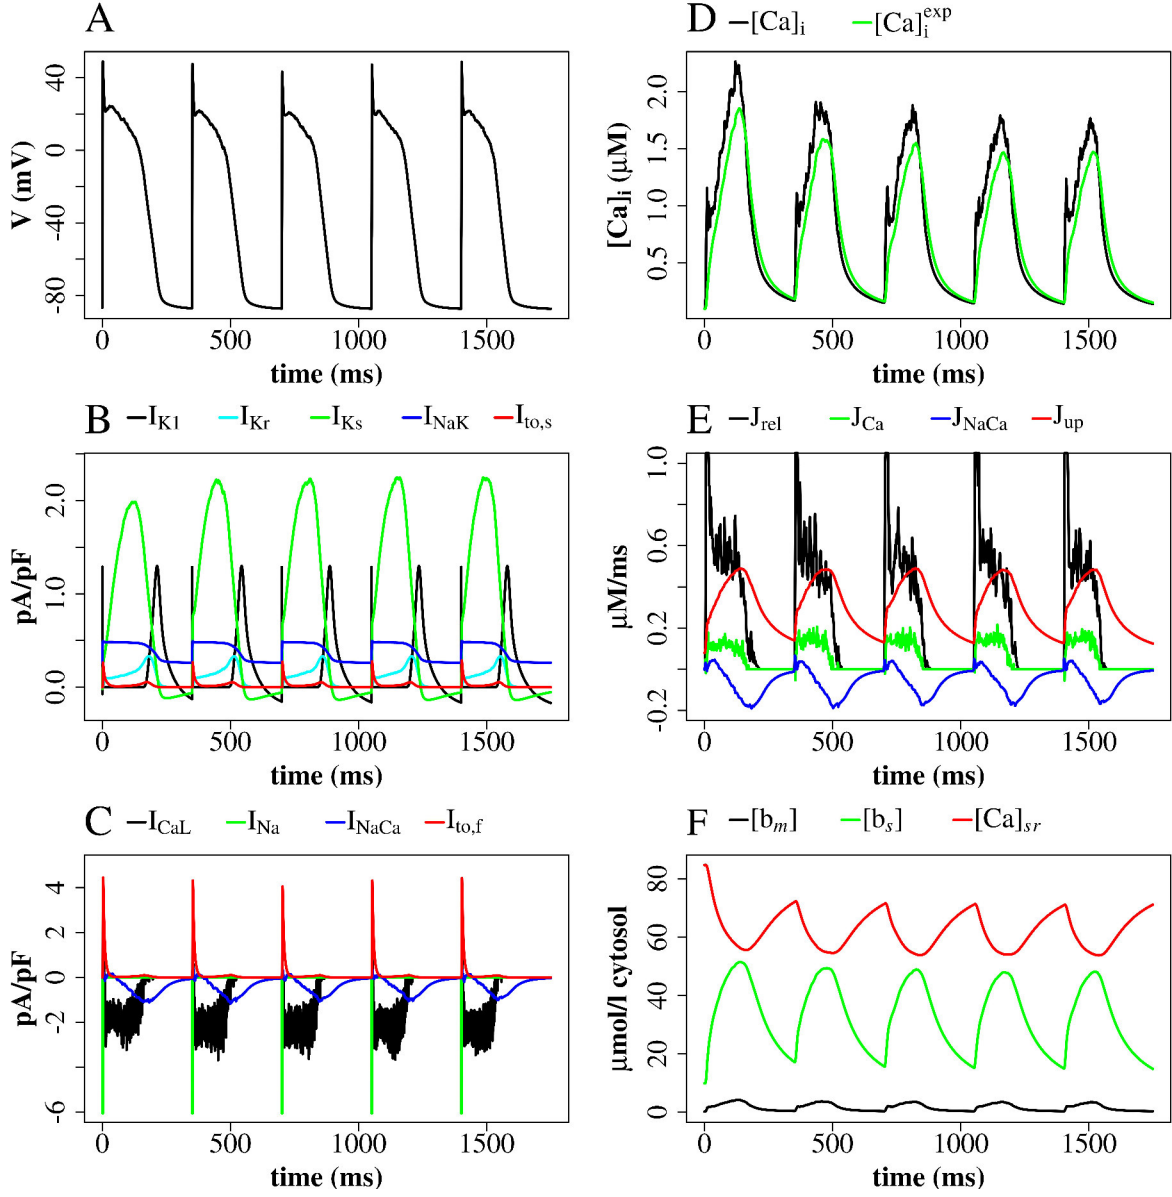 A
V (mV)
40
0
-40
-80
0 500 1000 1500
time (ms)
D [Ca]i [Ca]i^exp
[Ca]i (μM)
2.0
1.5
1.0
0.5
0 500 1000 1500
time (ms)
B IK1 IKr IKs INaK Ito,s
pA/pF
2.0
1.0
0.0
0 500 1000 1500
time (ms)
E Jrel JCa JNaCa Jup
μM/ms
1.0
0.6
0.2
-0.2
0 500 1000 1500
time (ms)
C ICaL INa INaCa Ito,f
pA/pF
4
2
0
-2
-6
0 500 1000 1500
time (ms)
F [bm] [bs] [Ca]sr
μmol/l cytosol
80
60
40
20
0
0 500 1000 1500
time (ms)